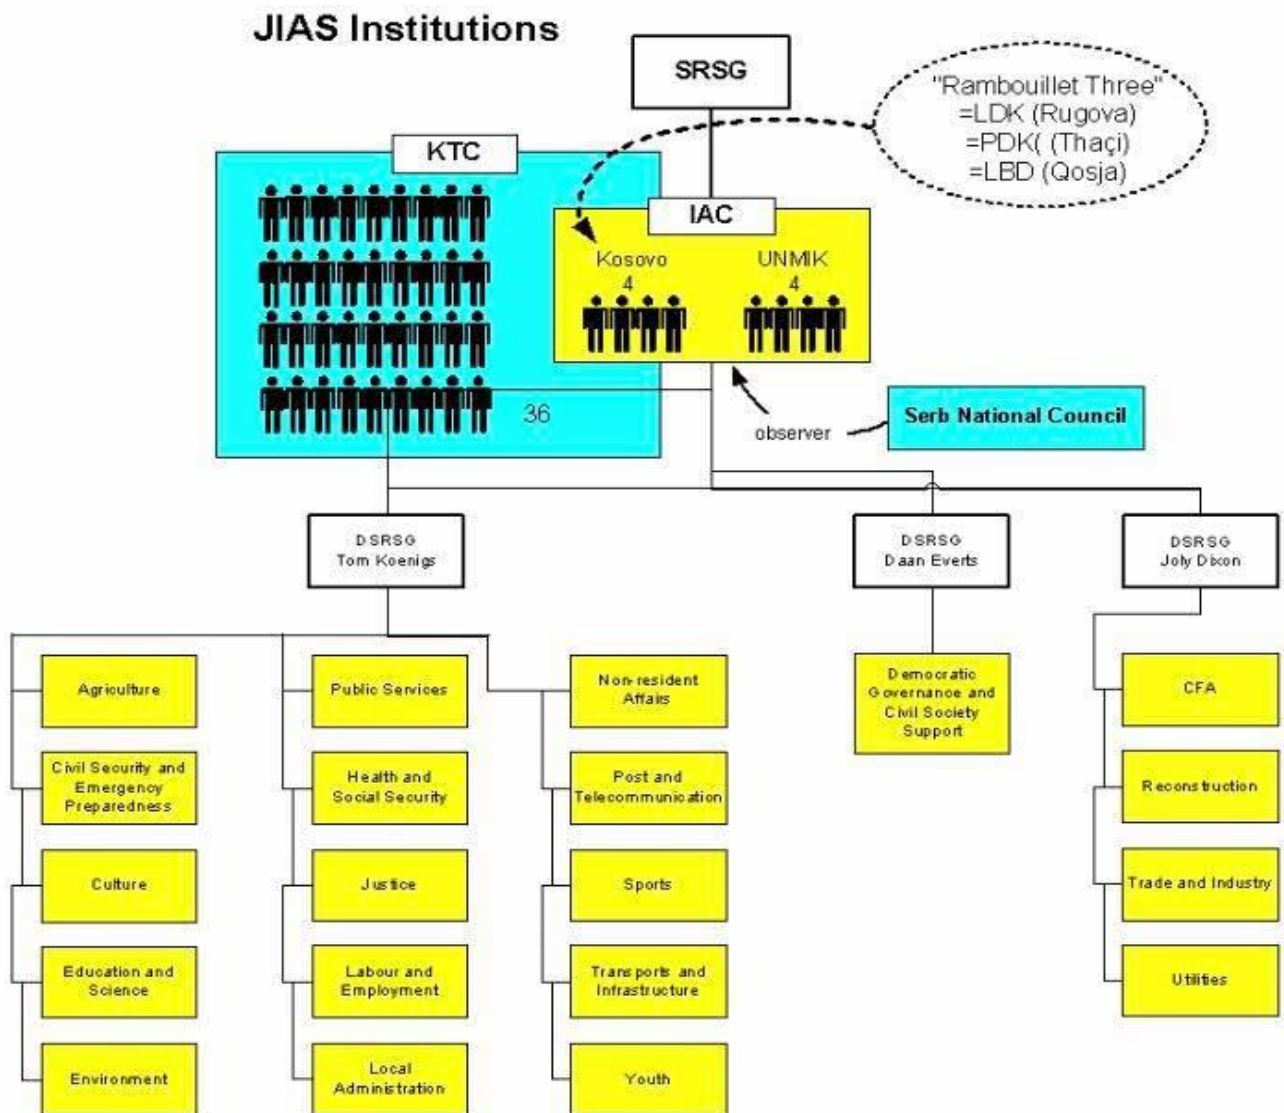 JIAS Institutions
SRSG
"Rambouillet Three"
=LDK (Rugova)
=PDK( (Thaçi)
=LBD (Qosja)
KTC
IAC
Kosovo
4
UNMIK
4
36
observer
Serb National Council
DSRSG
Tom Koenigs
DSRSG
Daan Everts
DSRSG
Joly Dixon
Agriculture
Civil Security and
Emergency
Preparedness
Culture
Education and
Science
Environment
Public Services
Health and
Social Security
Justice
Labour and
Employment
Local
Administration
Non-resident
Affairs
Post and
Telecommunication
Sports
Transports and
Infrastructure
Youth
Democratic
Governance and
Civil Society
Support
CFA
Reconstruction
Trade and Industry
Utilities